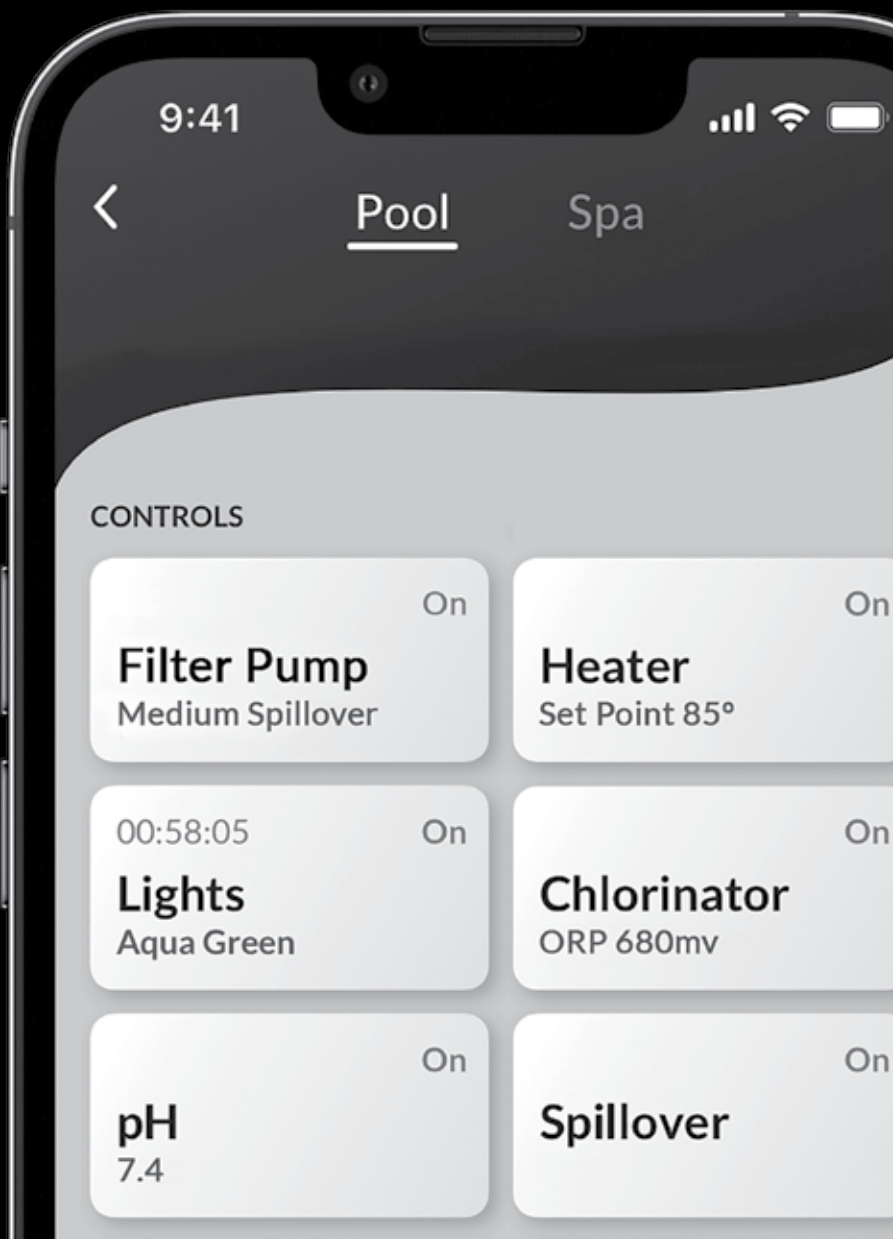 9:41
Pool Spa
CONTROLS
On
Filter Pump
Medium Spillover
On
Heater
Set Point 85º
00:58:05 On
Lights
Aqua Green
On
Chlorinator
ORP 680mv
On
pH
7.4
On
Spillover